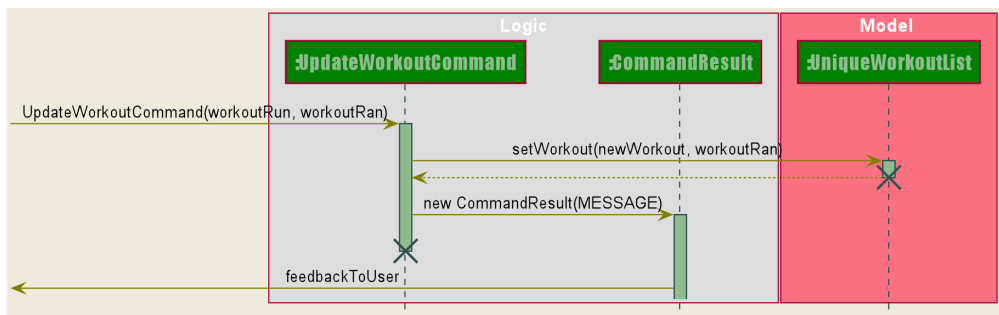 Logic
Model
:UpdateWorkoutCommand
:CommandResult
:UniqueWorkoutList
UpdateWorkoutCommand(workoutRun, workoutRan)
setWorkout(newWorkout, workoutRan)
new CommandResult(MESSAGE)
feedbackToUser